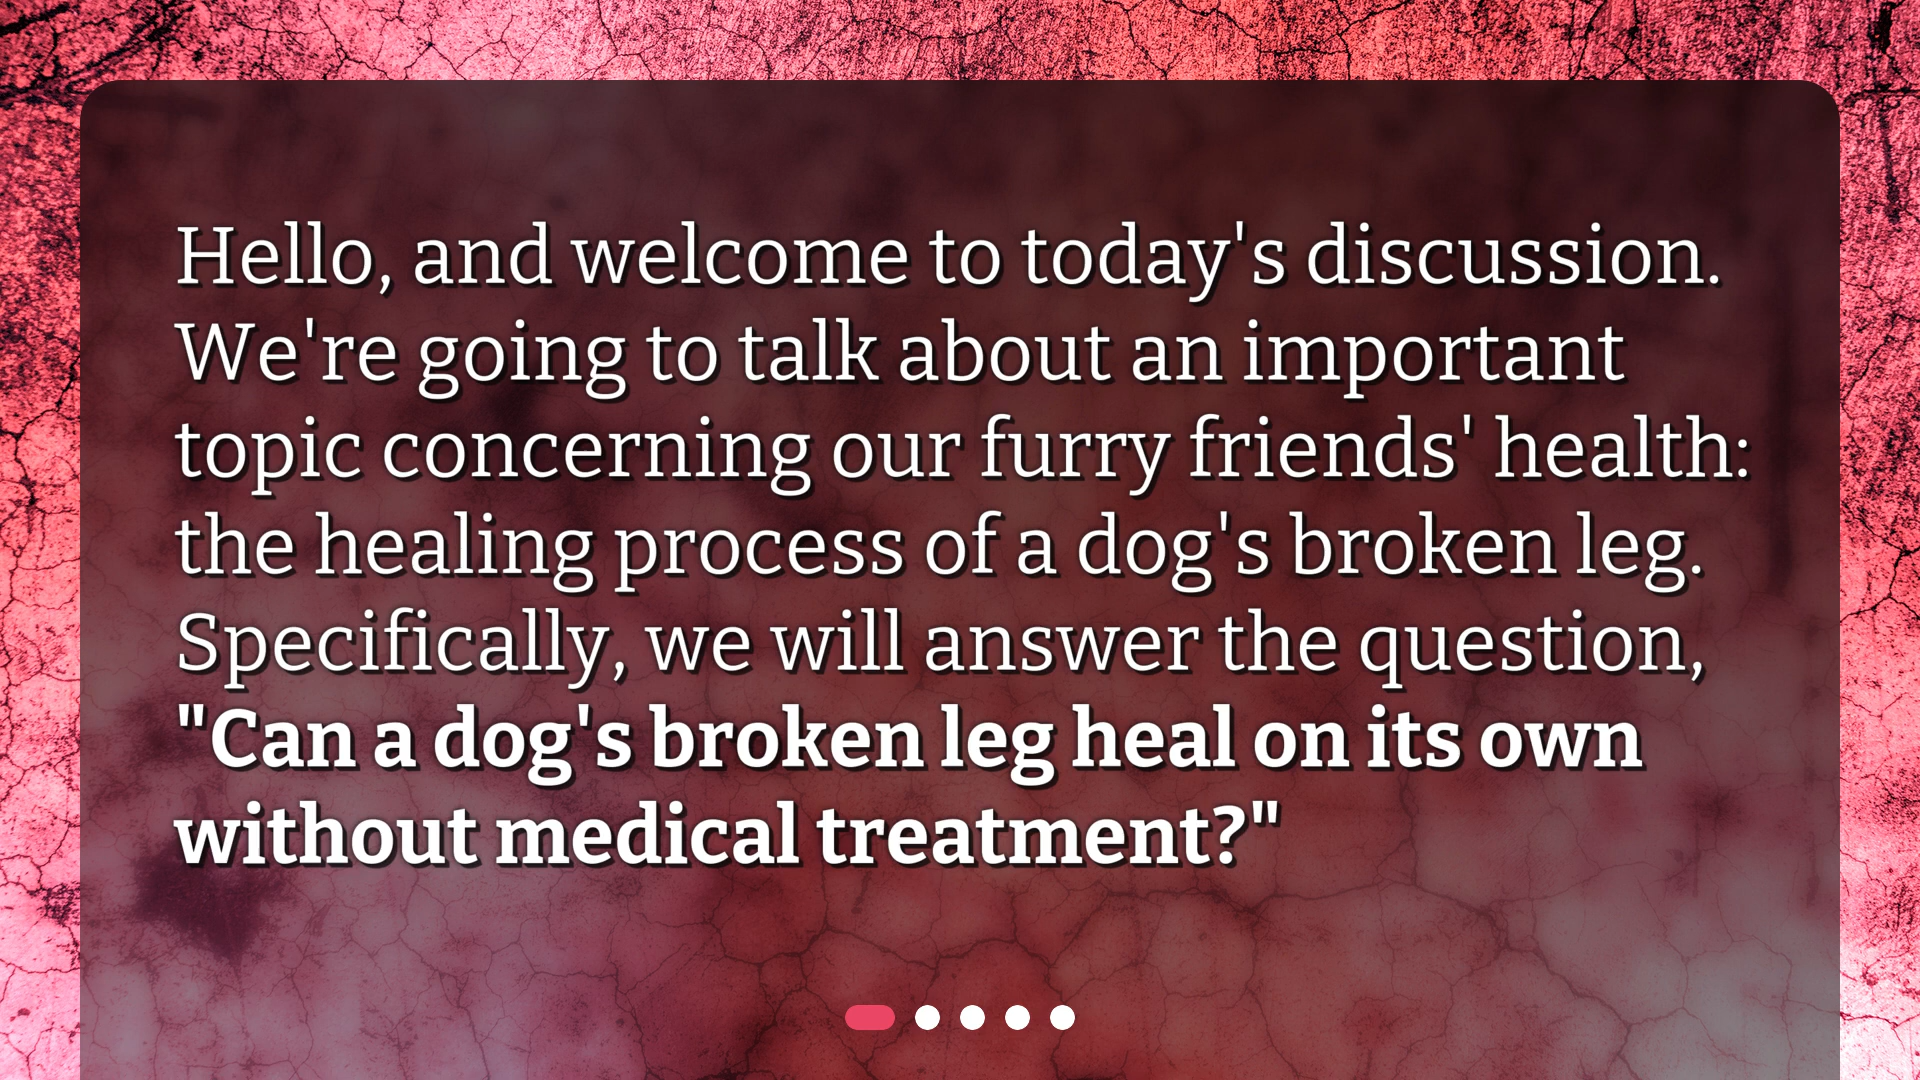 Hello, and welcome to today's discussion.
We're going to talk about an important
topic concerning our furry friends' health:
the healing process of a dog's broken leg.
Specifically, we will answer the question,
"Can a dog's broken leg heal on its own
without medical treatment?"